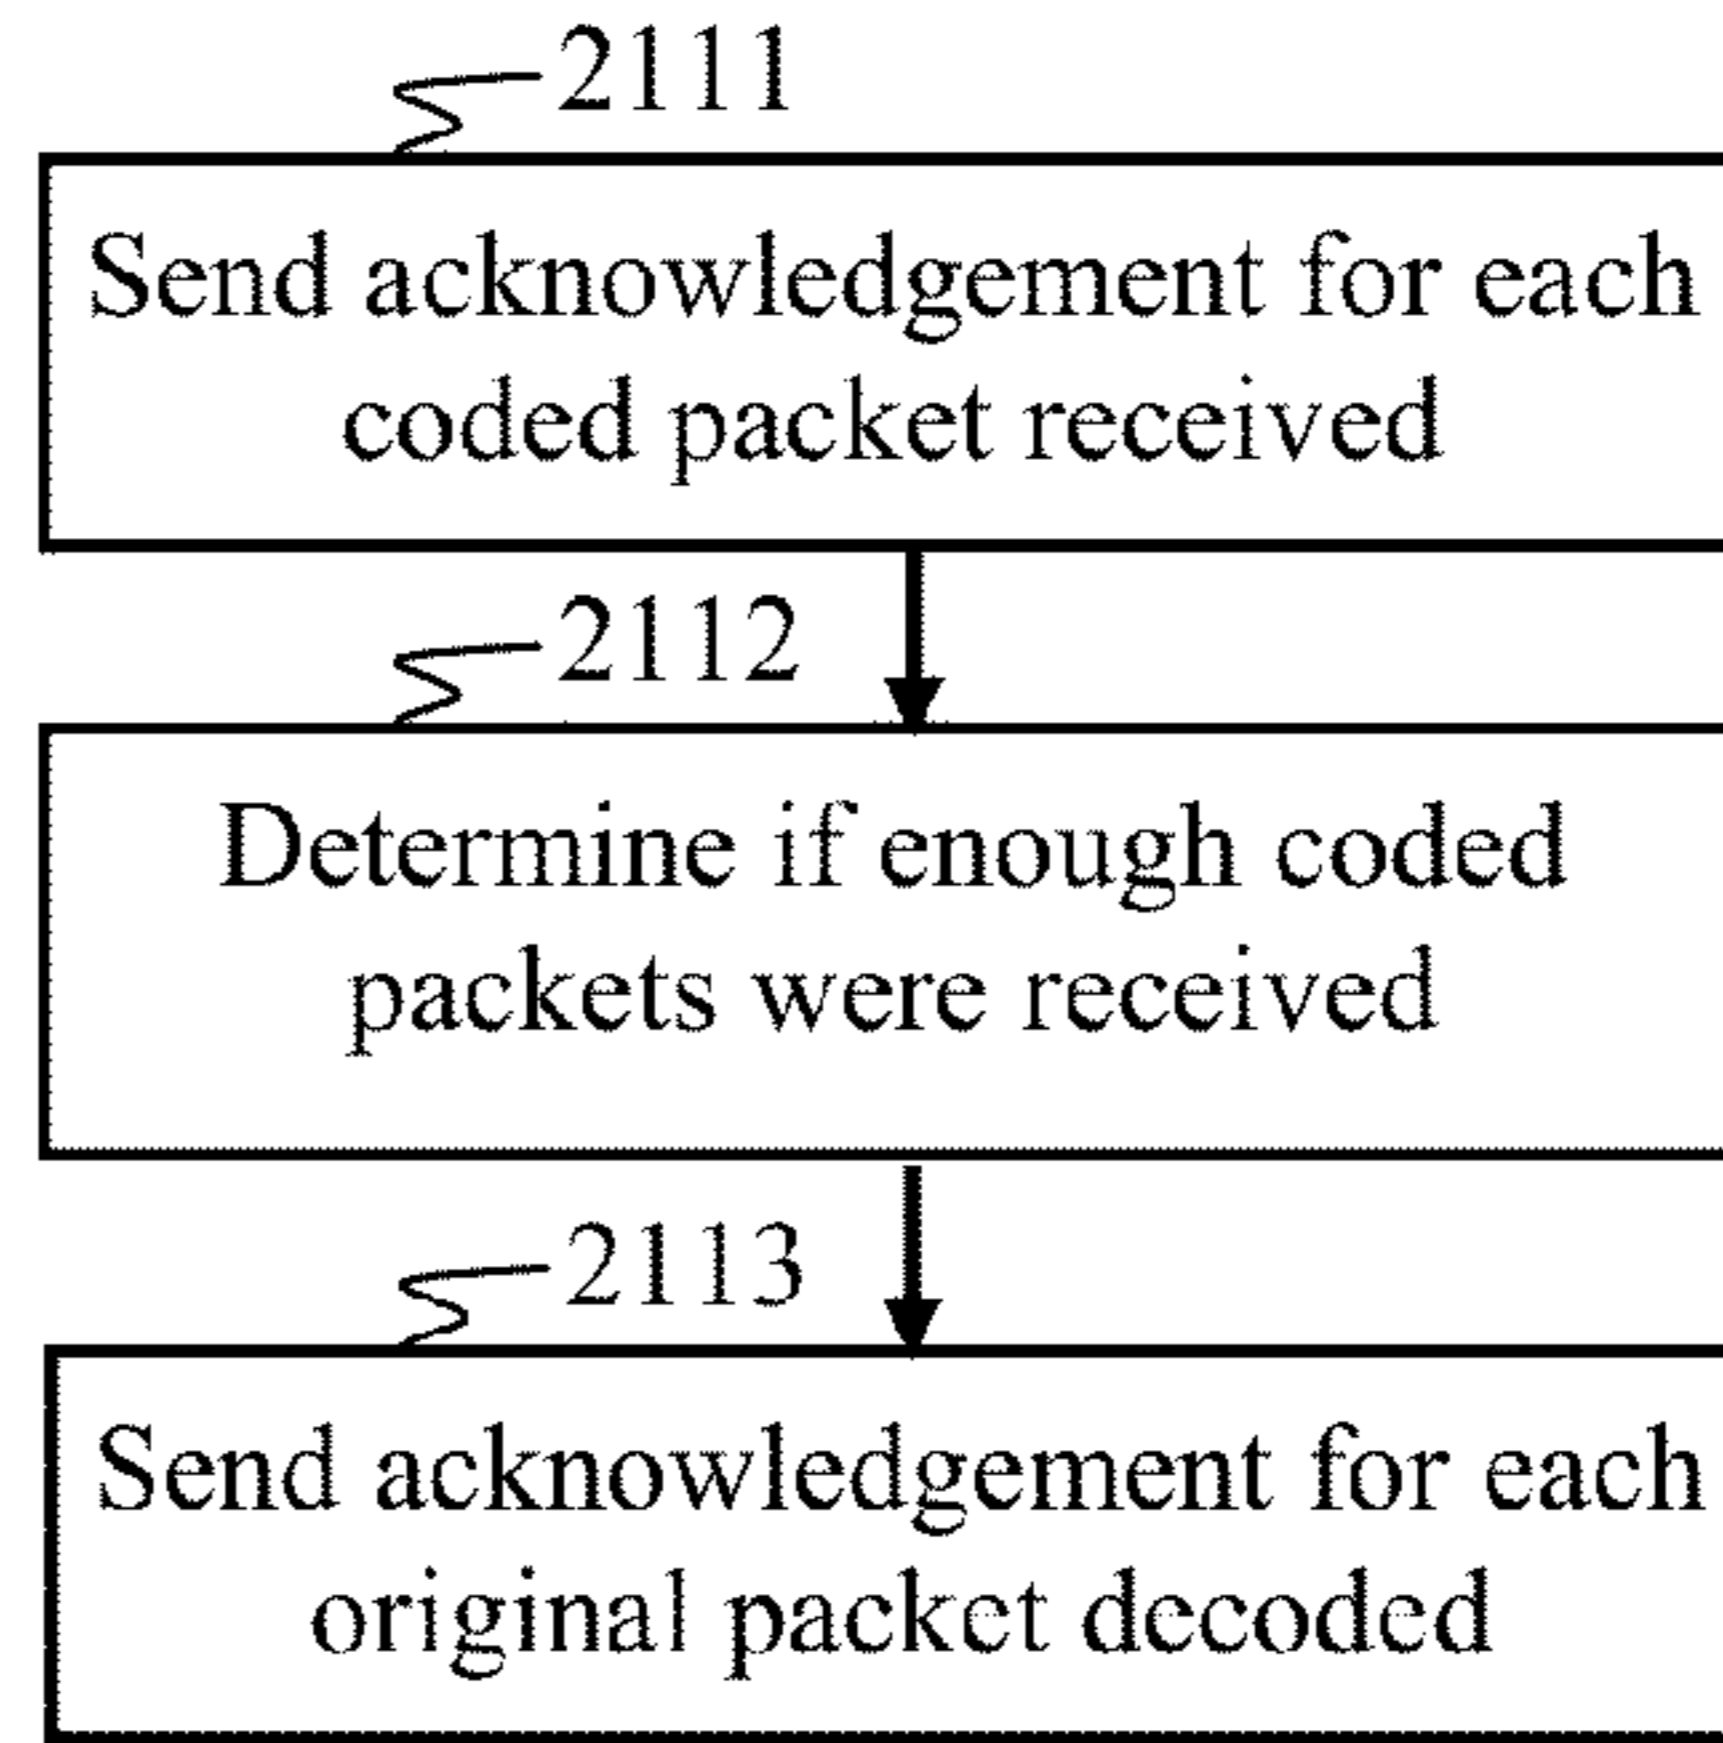 2111
Send acknowledgement for each
coded packet received
2112
Determine if enough coded
packets were received
2113
Send acknowledgement for each
original packet decoded